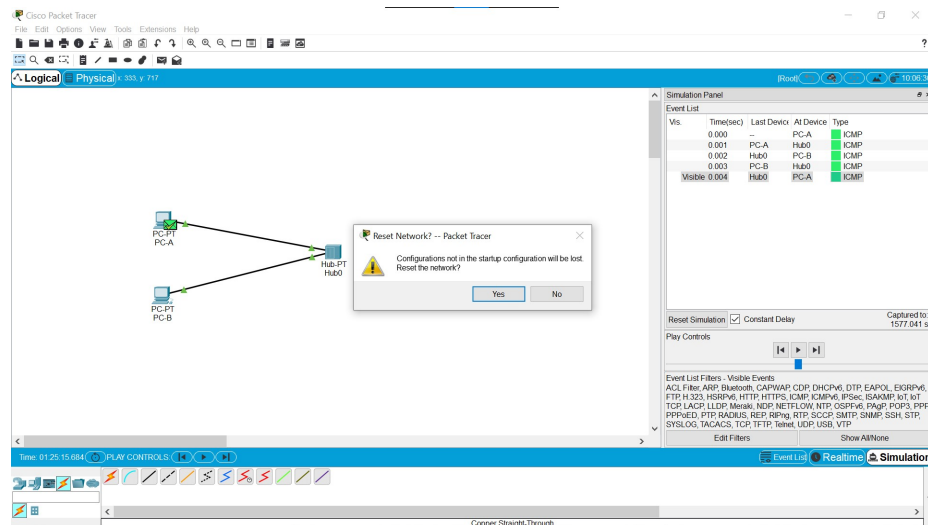 Cisco Packet Tracer
File Edit Options View Tools Extensions Help
?
Logical Physical x: 333, y: 717
[Root] 10:06:30
Simulation Panel
Event List
Vis. Time(sec) Last Device At Device Type
0.000 -- PC-A ICMP
0.001 PC-A Hub0 ICMP
0.002 Hub0 PC-B ICMP
0.003 PC-B Hub0 ICMP
Visible 0.004 Hub0 PC-A ICMP
PC-PT
PC-A
Hub-PT
Hub0
PC-PT
PC-B
Reset Network? -- Packet Tracer
Configurations not in the startup configuration will be lost.
Reset the network?
Yes No
Reset Simulation Constant Delay
Captured to:
1577.041 s
Play Controls
Event List Filters - Visible Events
ACL Filter, ARP, Bluetooth, CAPWAP, CDP, DHCPv6, DTP, EAPOL, EIGRPv6,
FTP, H.323, HSRPv6, HTTP, HTTPS, ICMP, ICMPv6, IPSec, ISAKMP, IoT, IoT
TCP, LACP, LLDP, Meraki, NDP, NETFLOW, NTP, OSPFv6, PAgP, POP3, PPP
PPPoED, PTP, RADIUS, REP, RIPng, RTP, SCCP, SMTP, SNMP, SSH, STP,
SYSLOG, TACACS, TCP, TFTP, Telnet, UDP, USB, VTP
Edit Filters Show All/None
Time: 01:25:15.684 PLAY CONTROLS:
Event List Realtime Simulation
Copper Straight-Through